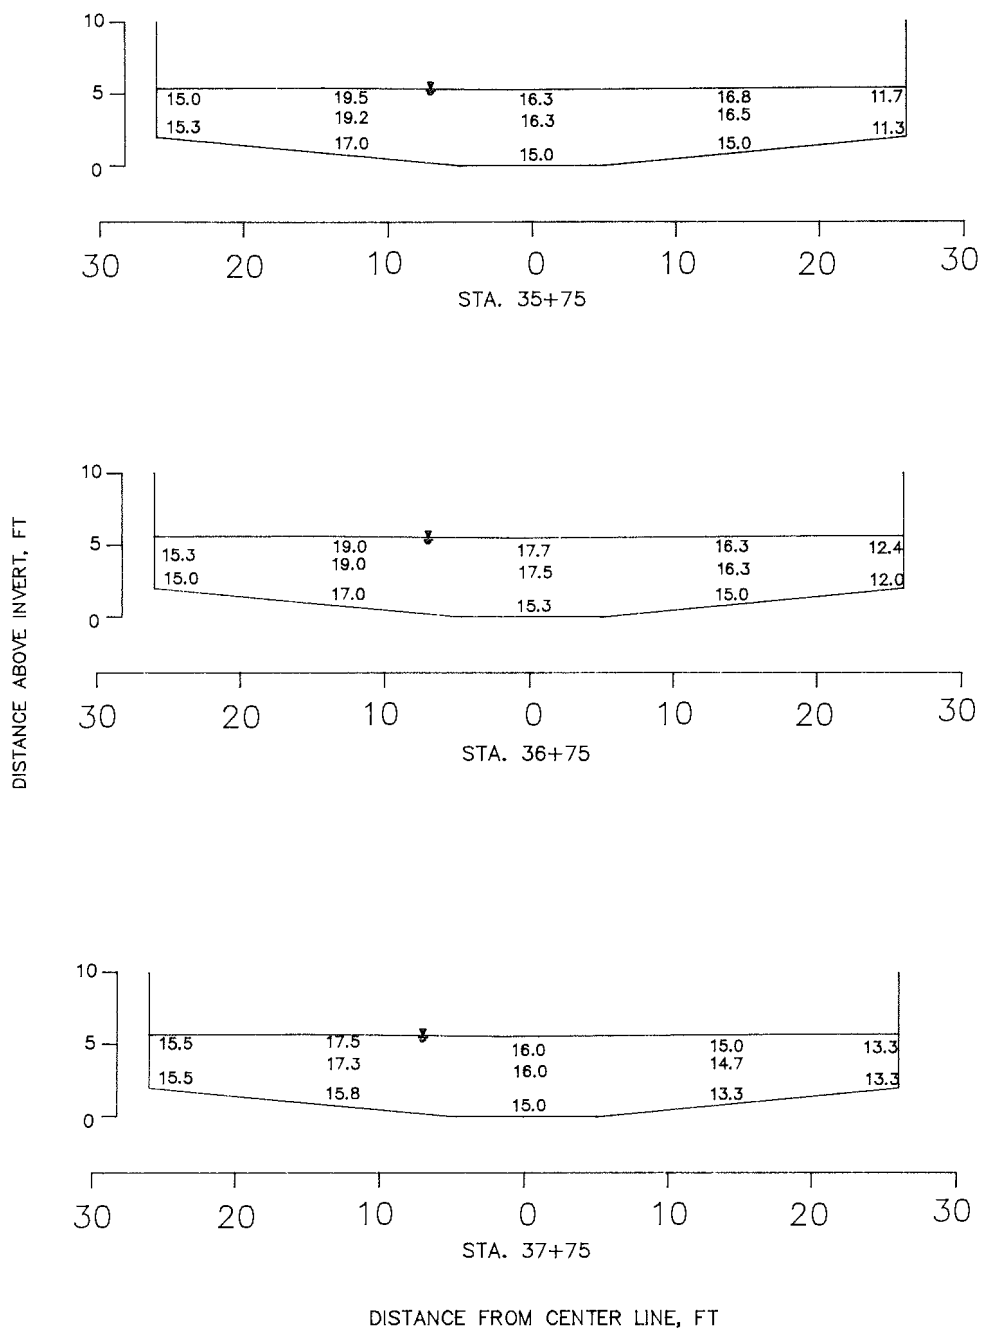 10
5
0
15.0 19.5 16.3 16.8 11.7
19.2 16.3 16.5
15.3 17.0 15.0 15.0 11.3
30 20 10 0 10 20 30
STA. 35+75
10
5
0
15.3 19.0 17.7 16.3 12.4
19.0 17.5 16.3
15.0 17.0 15.3 15.0 12.0
30 20 10 0 10 20 30
STA. 36+75
DISTANCE ABOVE INVERT, FT
10
5
0
15.5 17.5 16.0 15.0 13.3
17.3 16.0 14.7
15.5 15.8 15.0 13.3 13.3
30 20 10 0 10 20 30
STA. 37+75
DISTANCE FROM CENTER LINE, FT